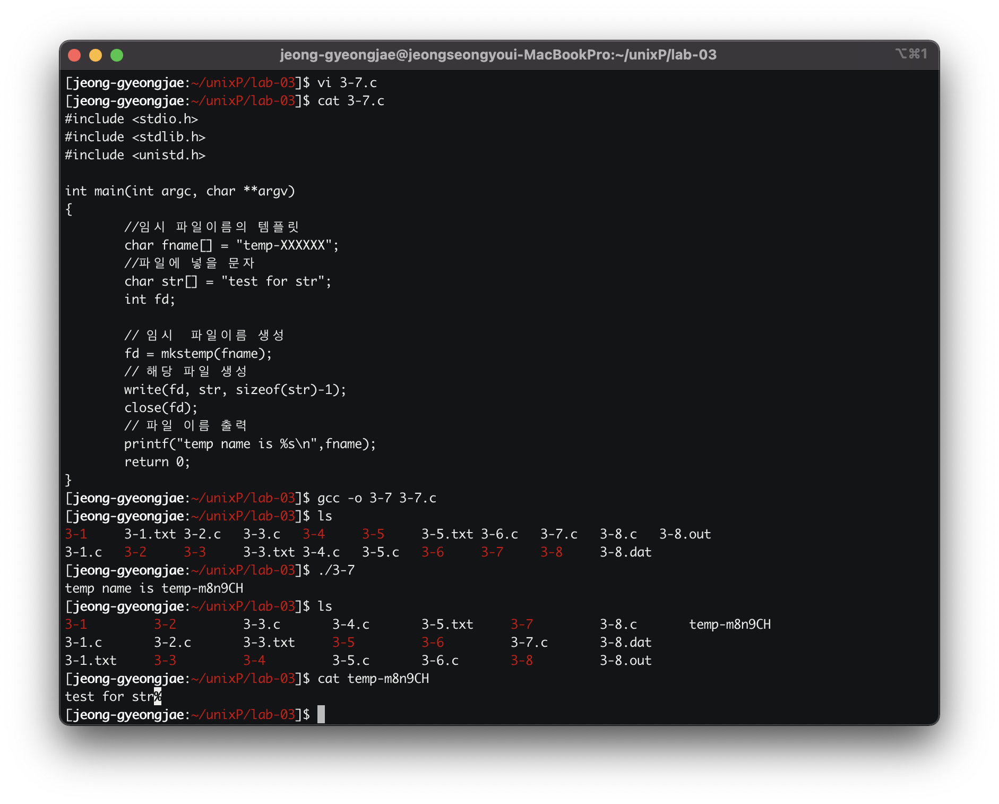 jeong-gyeongjae@jeongseongyoui-MacBookPro:~/unixP/lab-03 ⌥⌘1
[jeong-gyeongjae:~/unixP/lab-03]$ vi 3-7.c
[jeong-gyeongjae:~/unixP/lab-03]$ cat 3-7.c
#include <stdio.h>
#include <stdlib.h>
#include <unistd.h>
int main(int argc, char **argv)
{
//임시 파일이름의 템플릿
char fname[] = "temp-XXXXXX";
//파일에 넣을 문자
char str[] = "test for str";
int fd;
// 임시  파일이름 생성
fd = mkstemp(fname);
// 해당 파일 생성
write(fd, str, sizeof(str)-1);
close(fd);
// 파일 이름 출력
printf("temp name is %s\n",fname);
return 0;
}
[jeong-gyeongjae:~/unixP/lab-03]$ gcc -o 3-7 3-7.c
[jeong-gyeongjae:~/unixP/lab-03]$ ls
3-1 3-1.txt 3-2.c 3-3.c 3-4 3-5 3-5.txt 3-6.c 3-7.c 3-8.c 3-8.out
3-1.c 3-2 3-3 3-3.txt 3-4.c 3-5.c 3-6 3-7 3-8 3-8.dat
[jeong-gyeongjae:~/unixP/lab-03]$ ./3-7
temp name is temp-m8n9CH
[jeong-gyeongjae:~/unixP/lab-03]$ ls
3-1 3-2 3-3.c 3-4.c 3-5.txt 3-7 3-8.c temp-m8n9CH
3-1.c 3-2.c 3-3.txt 3-5 3-6 3-7.c 3-8.dat
3-1.txt 3-3 3-4 3-5.c 3-6.c 3-8 3-8.out
[jeong-gyeongjae:~/unixP/lab-03]$ cat temp-m8n9CH
test for str%
[jeong-gyeongjae:~/unixP/lab-03]$